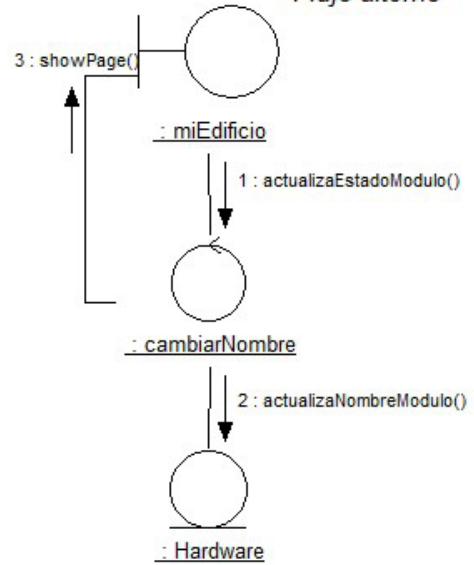 Flujo alterno
3 : showPage()
: miEdificio
1 : actualizaEstadoModulo()
: cambiarNombre
2 : actualizaNombreModulo()
: Hardware